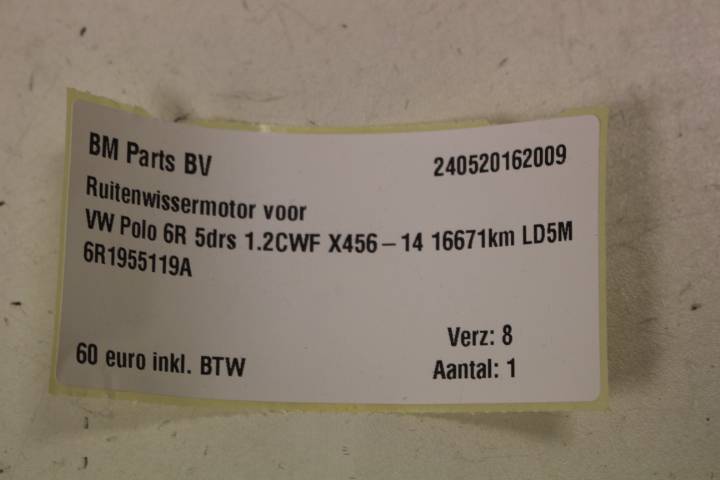 BM Parts BV 240520162009
Ruitenwissermotor voor
VW Polo 6R 5drs 1.2CWF X456-14 16671km LD5M
6R1955119A
Verz: 8
60 euro inkl. BTW Aantal: 1